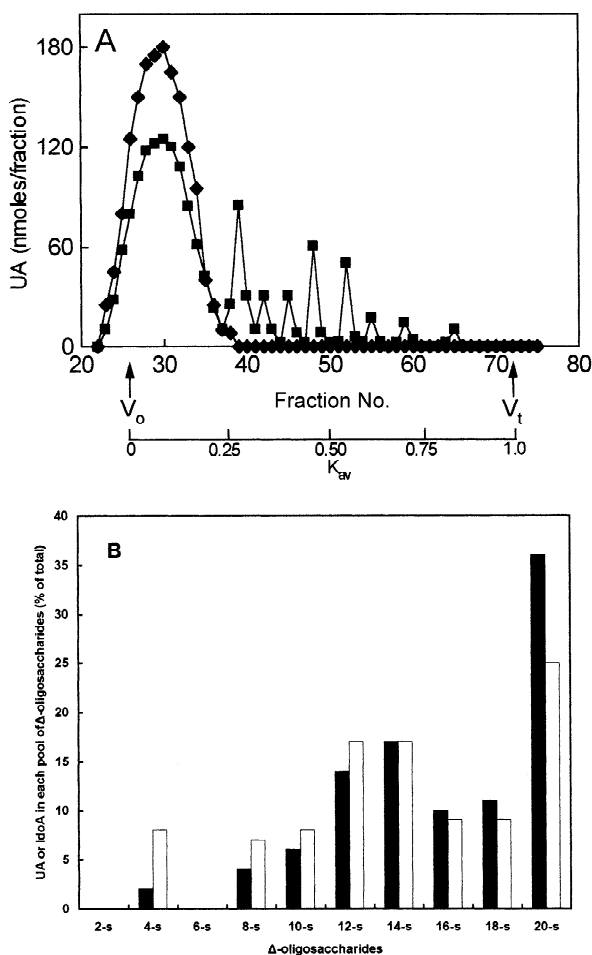 A
180
120
60
0
UA (nmoles/fraction)
20 30 40 50 60 70 80
Fraction No.
Vo Vt
0 0.25 0.50 0.75 1.0
Kav
B
40
35
30
25
20
15
10
5
0
UA or IdoA in each pool of Δ-oligosaccharides (% of total)
2-s 4-s 6-s 8-s 10-s 12-s 14-s 16-s 18-s 20-s
Δ-oligosaccharides